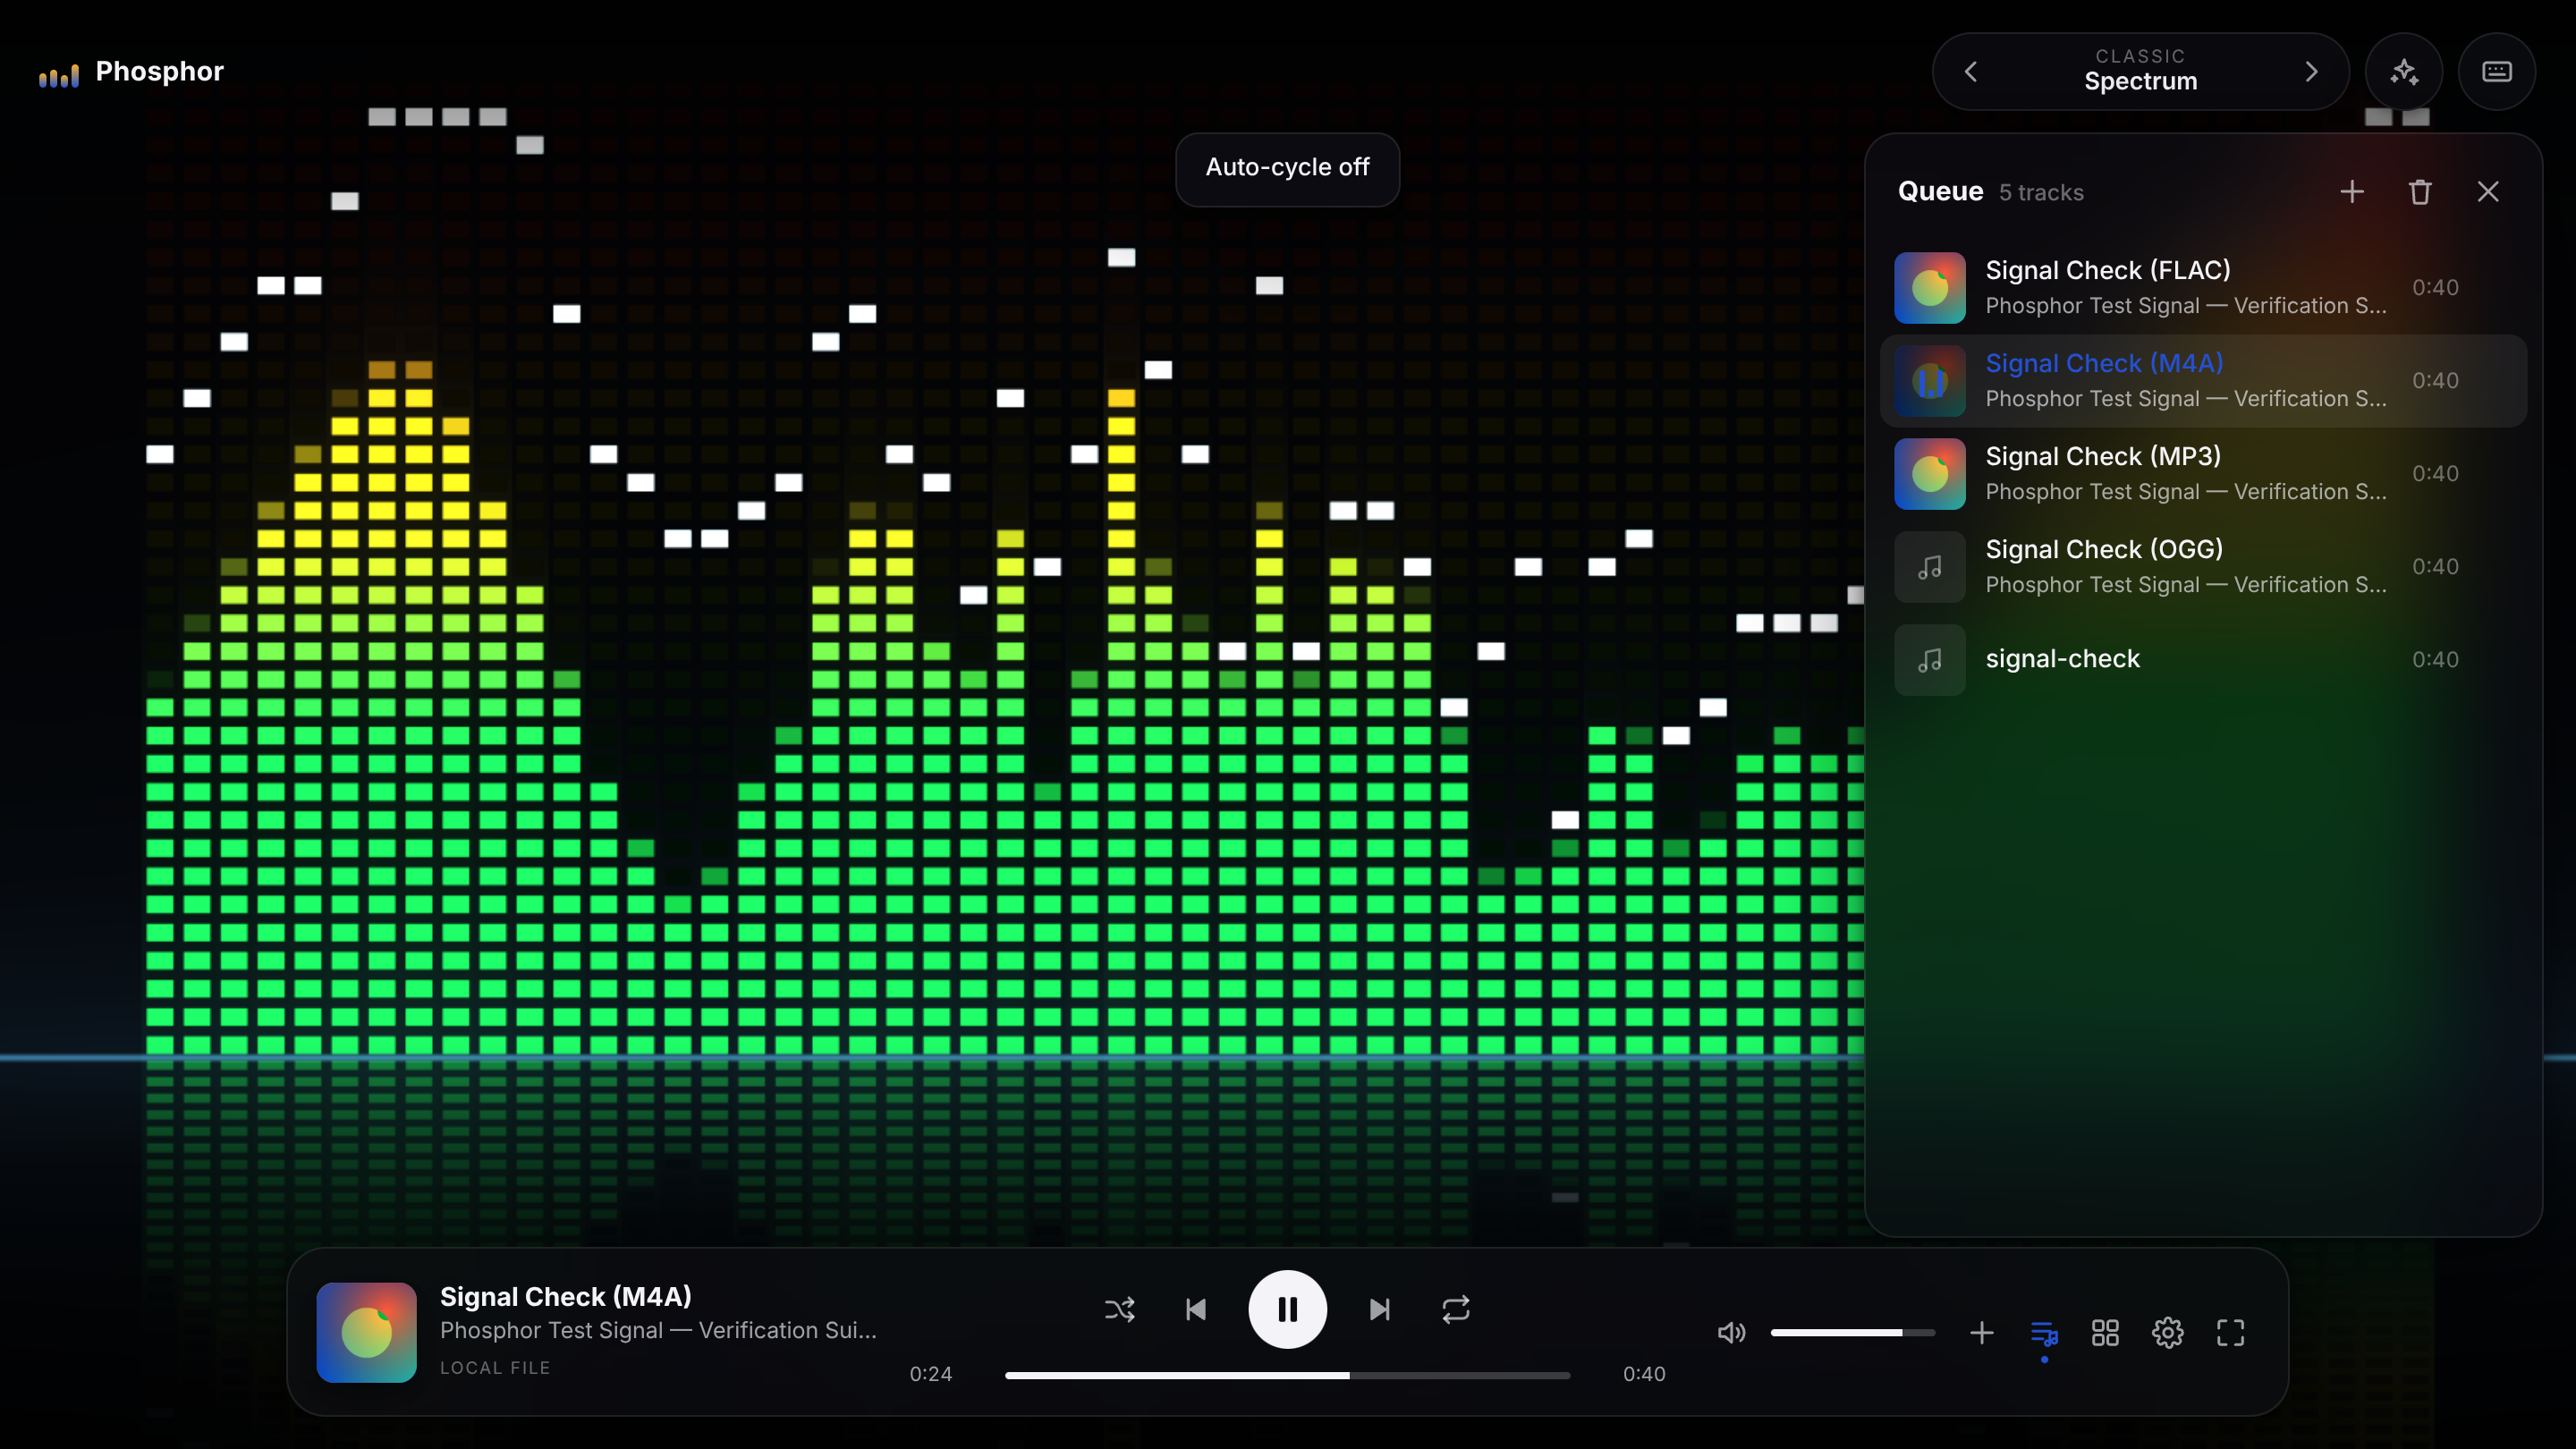 Phosphor
CLASSIC
Spectrum
Auto-cycle off
Queue 5 tracks
Signal Check (FLAC)
Phosphor Test Signal — Verification S...
0:40
Signal Check (M4A)
Phosphor Test Signal — Verification S...
0:40
Signal Check (MP3)
Phosphor Test Signal — Verification S...
0:40
Signal Check (OGG)
Phosphor Test Signal — Verification S...
0:40
signal-check
0:40
Signal Check (M4A)
Phosphor Test Signal — Verification Sui...
LOCAL FILE
0:24
0:40